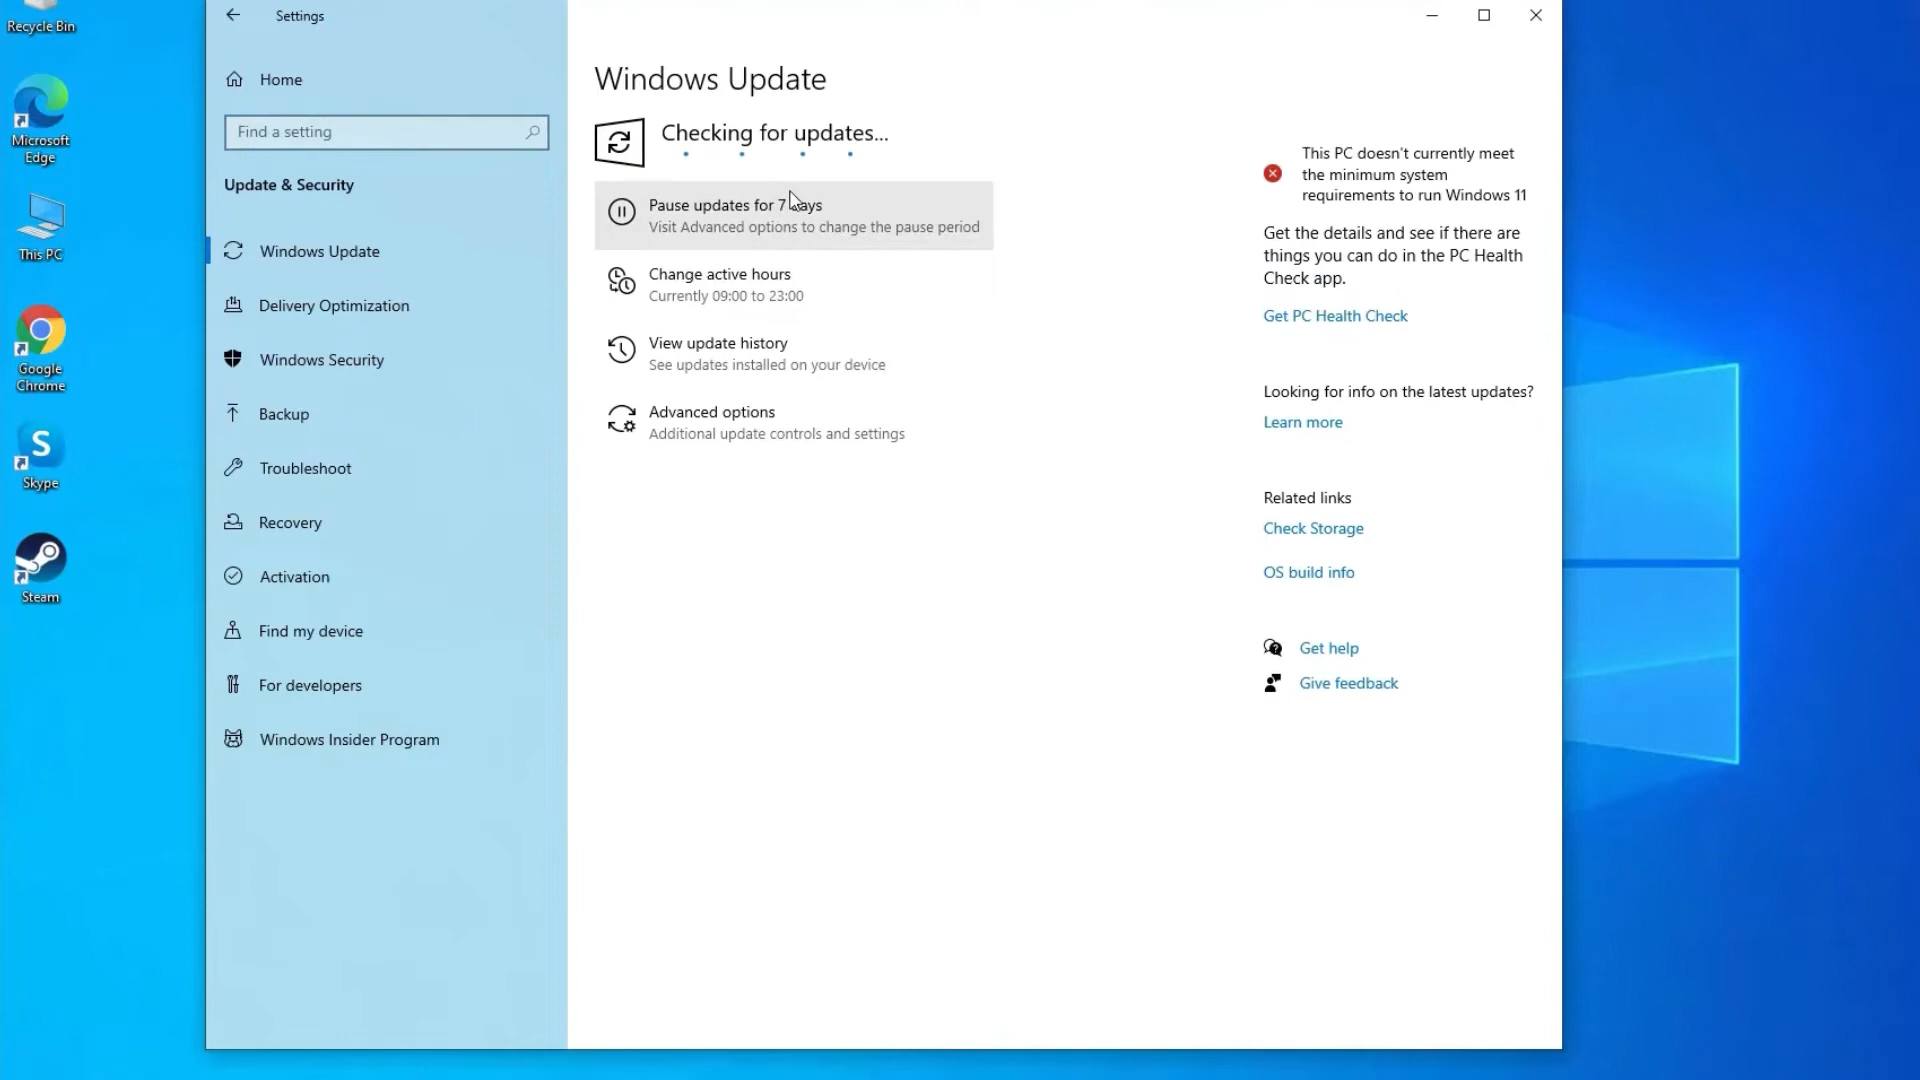 Recycle Bin
Microsoft
Edge
This PC
Google
Chrome
S
Skype
Steam
Settings
Home
Find a setting
Update & Security
Windows Update
Delivery Optimization
Windows Security
Backup
Troubleshoot
Recovery
Activation
Find my device
For developers
Windows Insider Program
Windows Update
Checking for updates...
Pause updates for 7 days
Visit Advanced options to change the pause period
Change active hours
Currently 09:00 to 23:00
View update history
See updates installed on your device
Advanced options
Additional update controls and settings
This PC doesn't currently meet
the minimum system
requirements to run Windows 11
Get the details and see if there are
things you can do in the PC Health
Check app.
Get PC Health Check
Looking for info on the latest updates?
Learn more
Related links
Check Storage
OS build info
Get help
Give feedback